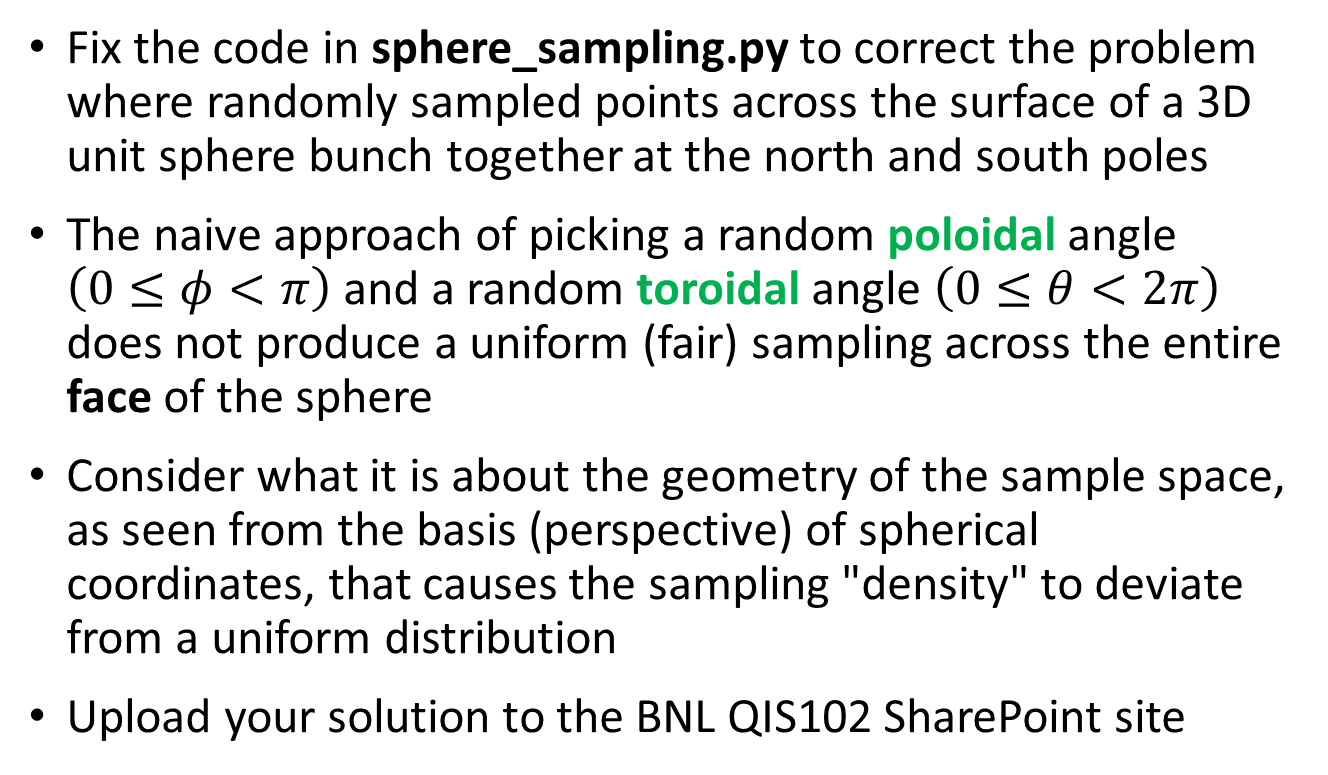 • Fix the code in sphere_sampling.py to correct the problem
where randomly sampled points across the surface of a 3D
unit sphere bunch together at the north and south poles
• The naive approach of picking a random poloidal angle
(0 ≤ ϕ < π) and a random toroidal angle (0 ≤ θ < 2π)
does not produce a uniform (fair) sampling across the entire
face of the sphere
• Consider what it is about the geometry of the sample space,
as seen from the basis (perspective) of spherical
coordinates, that causes the sampling "density" to deviate
from a uniform distribution
• Upload your solution to the BNL QIS102 SharePoint site